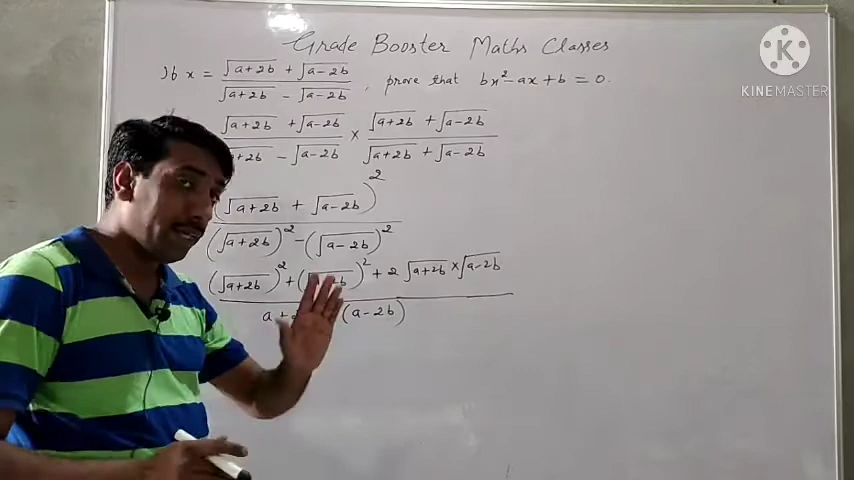 Grade Booster Maths Classes
If x = (√(a+2b) + √(a-2b)) / (√(a+2b) - √(a-2b)), prove that bx² - ax + b = 0.
K
KINEMASTER
(√(a+2b) + √(a-2b)) / (+2b - √(a-2b)) × (√(a+2b) + √(a-2b)) / (√(a+2b) + √(a-2b))
(√(a+2b) + √(a-2b))² / ((√(a+2b))² - (√(a-2b))²)
(√(a+2b))² + ( )² + 2 √(a+2b) × √(a-2b) / a + (a-2b)